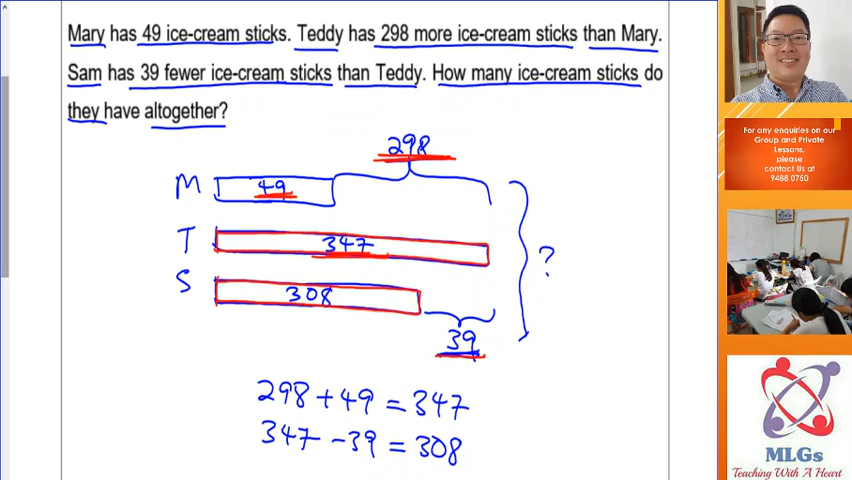 Mary has 49 ice-cream sticks. Teddy has 298 more ice-cream sticks than Mary.
Sam has 39 fewer ice-cream sticks than Teddy. How many ice-cream sticks do
they have altogether?
298
M 49
T 347
?
S 308
39
298 + 49 = 347
347 - 39 = 308
For any enquiries on our
Group and Private
Lessons,
please
contact Us at
9488 0750
MLGs
Teaching With A Heart